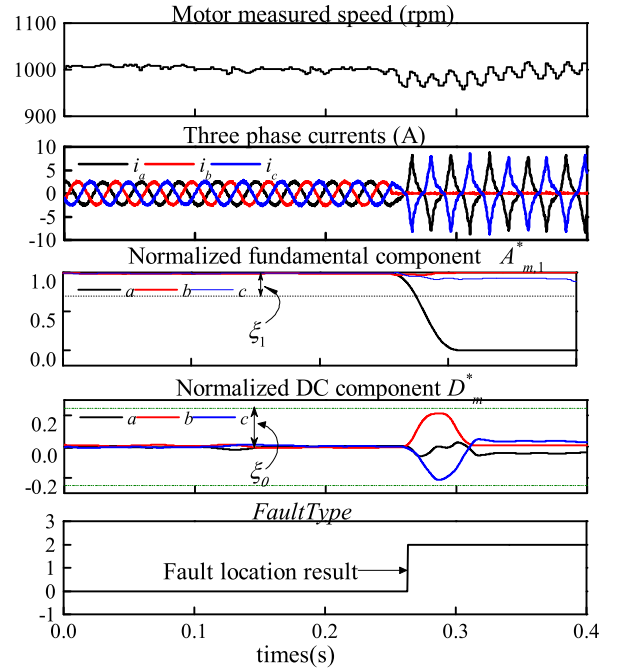 Motor measured speed (rpm)
1100
1000
900
Three phase currents (A)
10
5
0
-5
-10
i_a i_b i_c
Normalized fundamental component A*_{m,1}
1.0
0.5
0.0
a b c
ξ_1
Normalized DC component D*_m
0.2
0.0
-0.2
a b c
ξ_0
FaultType
3
2
1
0
-1
Fault location result
0.0 0.1 0.2 0.3 0.4
times(s)